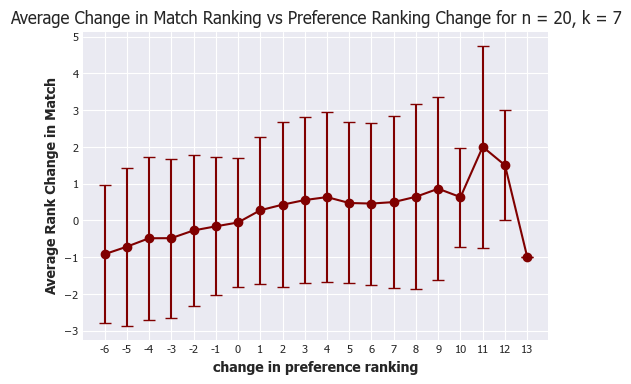 Average Change in Match Ranking vs Preference Ranking Change for n = 20, k = 7
Average Rank Change in Match
5
4
3
2
1
0
−1
−2
−3
-6 -5 -4 -3 -2 -1 0 1 2 3 4 5 6 7 8 9 10 11 12 13
change in preference ranking